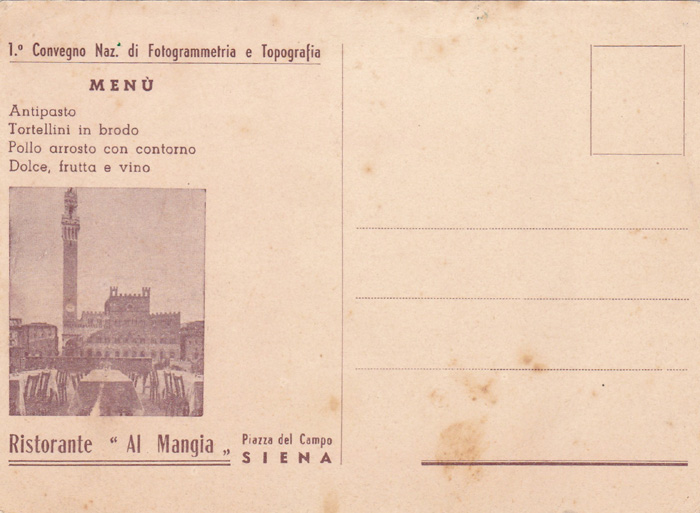 1.º Convegno Naz. di Fotogrammetria e Topografia
MENÙ
Antipasto
Tortellini in brodo
Pollo arrosto con contorno
Dolce, frutta e vino
Ristorante “ Al Mangia „
Piazza del Campo
SIENA